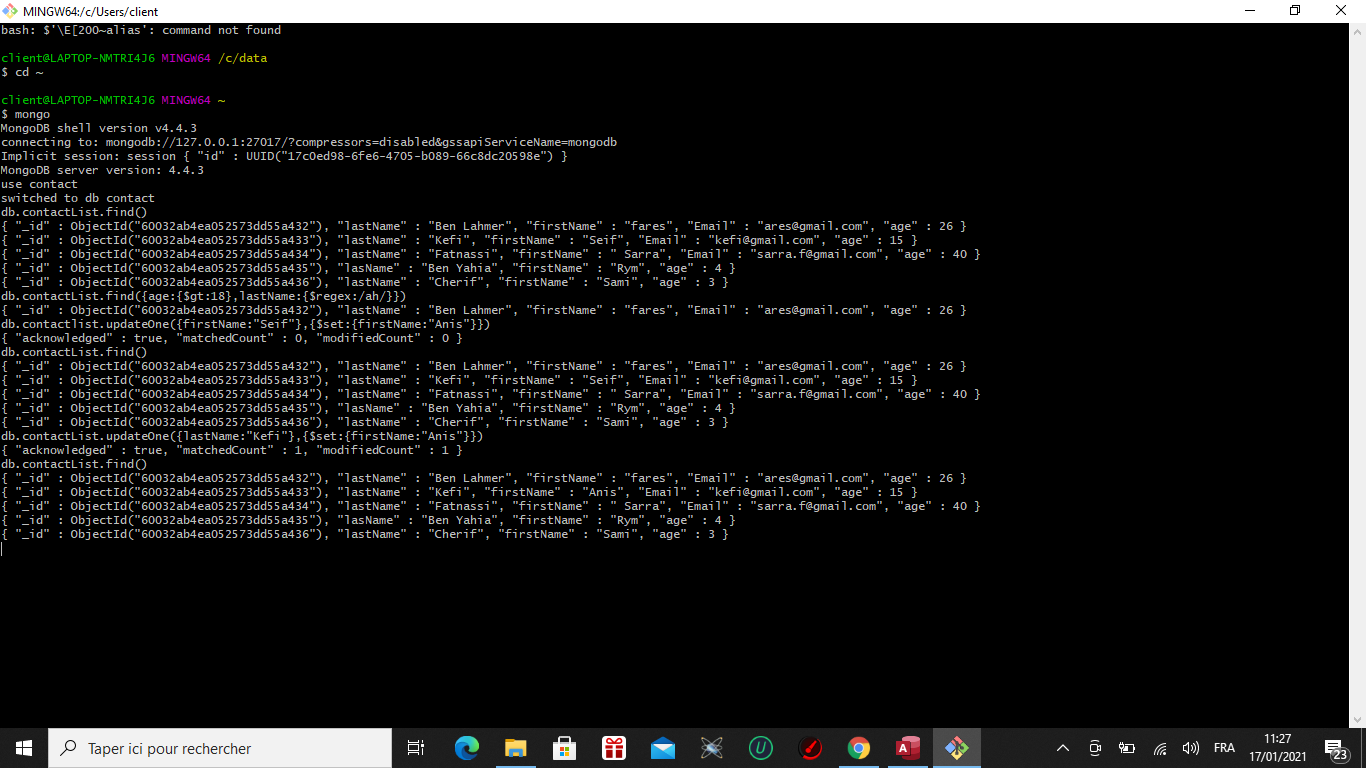 MINGW64:/c/Users/client
bash: $'\E[200~alias': command not found
client@LAPTOP-NMTRI4J6 MINGW64 /c/data
$ cd ~
client@LAPTOP-NMTRI4J6 MINGW64 ~
$ mongo
MongoDB shell version v4.4.3
connecting to: mongodb://127.0.0.1:27017/?compressors=disabled&gssapiServiceName=mongodb
Implicit session: session { "id" : UUID("17c0ed98-6fe6-4705-b089-66c8dc20598e") }
MongoDB server version: 4.4.3
use contact
switched to db contact
db.contactList.find()
{ "_id" : ObjectId("60032ab4ea052573dd55a432"), "lastName" : "Ben Lahmer", "firstName" : "fares", "Email" : "ares@gmail.com", "age" : 26 }
{ "_id" : ObjectId("60032ab4ea052573dd55a433"), "lastName" : "Kefi", "firstName" : "Seif", "Email" : "kefi@gmail.com", "age" : 15 }
{ "_id" : ObjectId("60032ab4ea052573dd55a434"), "lastName" : "Fatnassi", "firstName" : " Sarra", "Email" : "sarra.f@gmail.com", "age" : 40 }
{ "_id" : ObjectId("60032ab4ea052573dd55a435"), "lasName" : "Ben Yahia", "firstName" : "Rym", "age" : 4 }
{ "_id" : ObjectId("60032ab4ea052573dd55a436"), "lastName" : "Cherif", "firstName" : "Sami", "age" : 3 }
db.contactList.find({age:{$gt:18},lastName:{$regex:/ah/}})
{ "_id" : ObjectId("60032ab4ea052573dd55a432"), "lastName" : "Ben Lahmer", "firstName" : "fares", "Email" : "ares@gmail.com", "age" : 26 }
db.contactlist.updateOne({firstName:"Seif"},{$set:{firstName:"Anis"}})
{ "acknowledged" : true, "matchedCount" : 0, "modifiedCount" : 0 }
db.contactList.find()
{ "_id" : ObjectId("60032ab4ea052573dd55a432"), "lastName" : "Ben Lahmer", "firstName" : "fares", "Email" : "ares@gmail.com", "age" : 26 }
{ "_id" : ObjectId("60032ab4ea052573dd55a433"), "lastName" : "Kefi", "firstName" : "Seif", "Email" : "kefi@gmail.com", "age" : 15 }
{ "_id" : ObjectId("60032ab4ea052573dd55a434"), "lastName" : "Fatnassi", "firstName" : " Sarra", "Email" : "sarra.f@gmail.com", "age" : 40 }
{ "_id" : ObjectId("60032ab4ea052573dd55a435"), "lasName" : "Ben Yahia", "firstName" : "Rym", "age" : 4 }
{ "_id" : ObjectId("60032ab4ea052573dd55a436"), "lastName" : "Cherif", "firstName" : "Sami", "age" : 3 }
db.contactList.updateOne({lastName:"Kefi"},{$set:{firstName:"Anis"}})
{ "acknowledged" : true, "matchedCount" : 1, "modifiedCount" : 1 }
db.contactList.find()
{ "_id" : ObjectId("60032ab4ea052573dd55a432"), "lastName" : "Ben Lahmer", "firstName" : "fares", "Email" : "ares@gmail.com", "age" : 26 }
{ "_id" : ObjectId("60032ab4ea052573dd55a433"), "lastName" : "Kefi", "firstName" : "Anis", "Email" : "kefi@gmail.com", "age" : 15 }
{ "_id" : ObjectId("60032ab4ea052573dd55a434"), "lastName" : "Fatnassi", "firstName" : " Sarra", "Email" : "sarra.f@gmail.com", "age" : 40 }
{ "_id" : ObjectId("60032ab4ea052573dd55a435"), "lasName" : "Ben Yahia", "firstName" : "Rym", "age" : 4 }
{ "_id" : ObjectId("60032ab4ea052573dd55a436"), "lastName" : "Cherif", "firstName" : "Sami", "age" : 3 }
Taper ici pour rechercher
U
A
FRA
11:27
17/01/2021
23